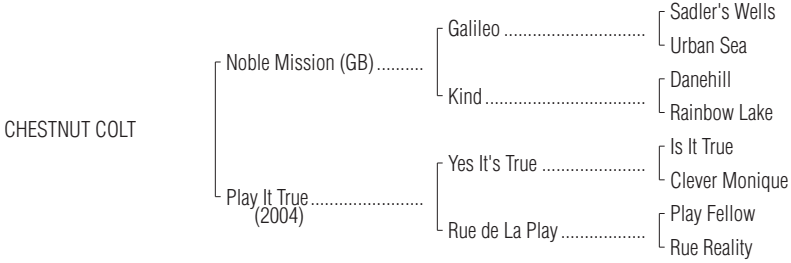 Sadler's Wells
Galileo ..............................
Urban Sea
Noble Mission (GB) ..........
Danehill
Kind ..................................
Rainbow Lake
CHESTNUT COLT
Is It True
Yes It's True ......................
Clever Monique
Play It True ........................
(2004)
Play Fellow
Rue de La Play ..................
Rue Reality